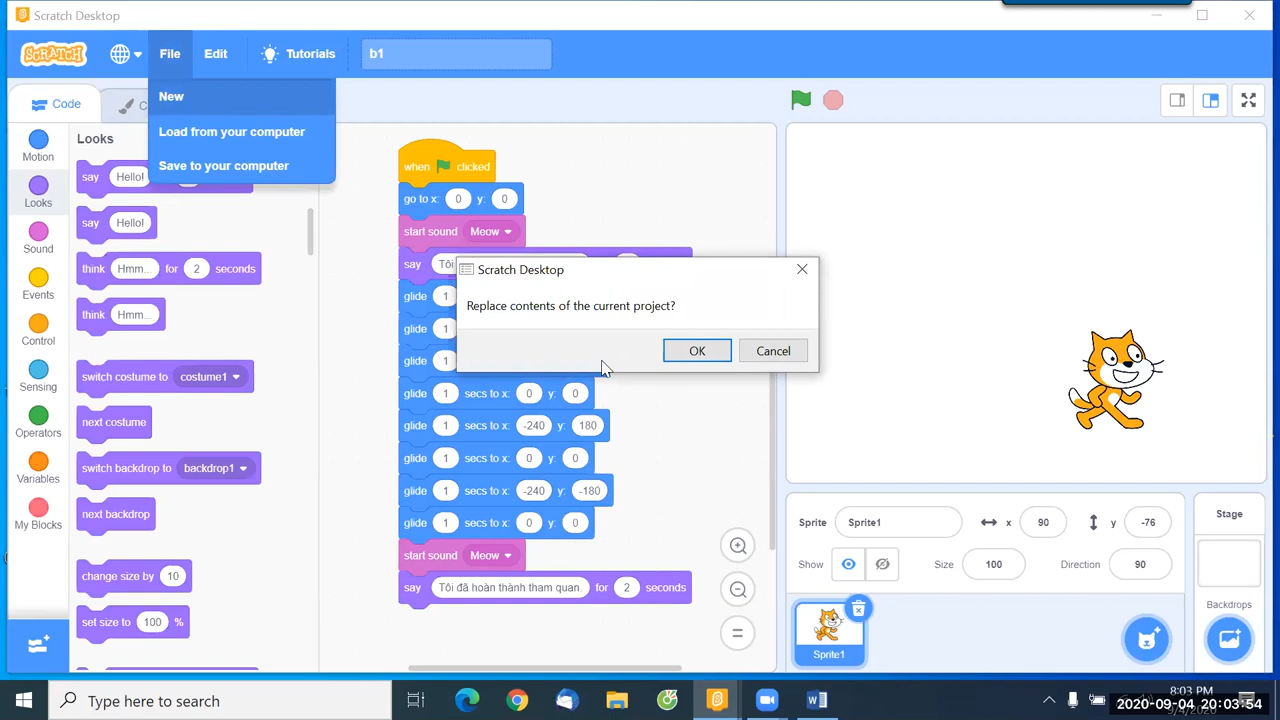 Scratch Desktop
SCRATCH
File
Edit
Tutorials
b1
New
Load from your computer
Save to your computer
Code
C
Motion
Looks
Sound
Events
Control
Sensing
Operators
Variables
My Blocks
Looks
say Hello!
say Hello!
think Hmm... for 2 seconds
think Hmm...
switch costume to costume1
next costume
switch backdrop to backdrop1
next backdrop
change size by 10
set size to 100 %
when clicked
go to x: 0 y: 0
start sound Meow
say Tôi
glide 1
glide 1
glide 1
glide 1 secs to x: 0 y: 0
glide 1 secs to x: -240 y: 180
glide 1 secs to x: 0 y: 0
glide 1 secs to x: -240 y: -180
glide 1 secs to x: 0 y: 0
start sound Meow
say Tôi đã hoàn thành tham quan. for 2 seconds
Scratch Desktop
Replace contents of the current project?
OK
Cancel
Sprite Sprite1 x 90 y -76
Show Size 100 Direction 90
Sprite1
Stage
Backdrops
Type here to search
8:03 PM
2020-09-04 20:03:54